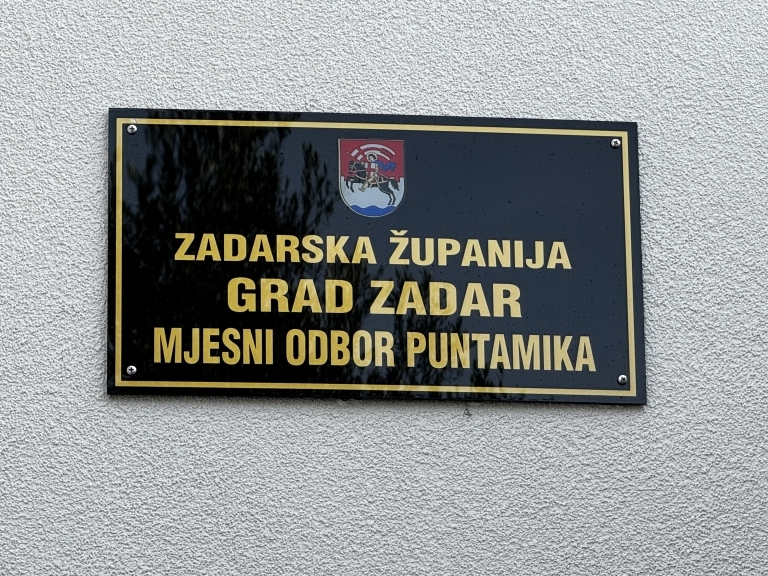 ZADARSKA ŽUPANIJA
GRAD ZADAR
MJESNI ODBOR PUNTAMIKA